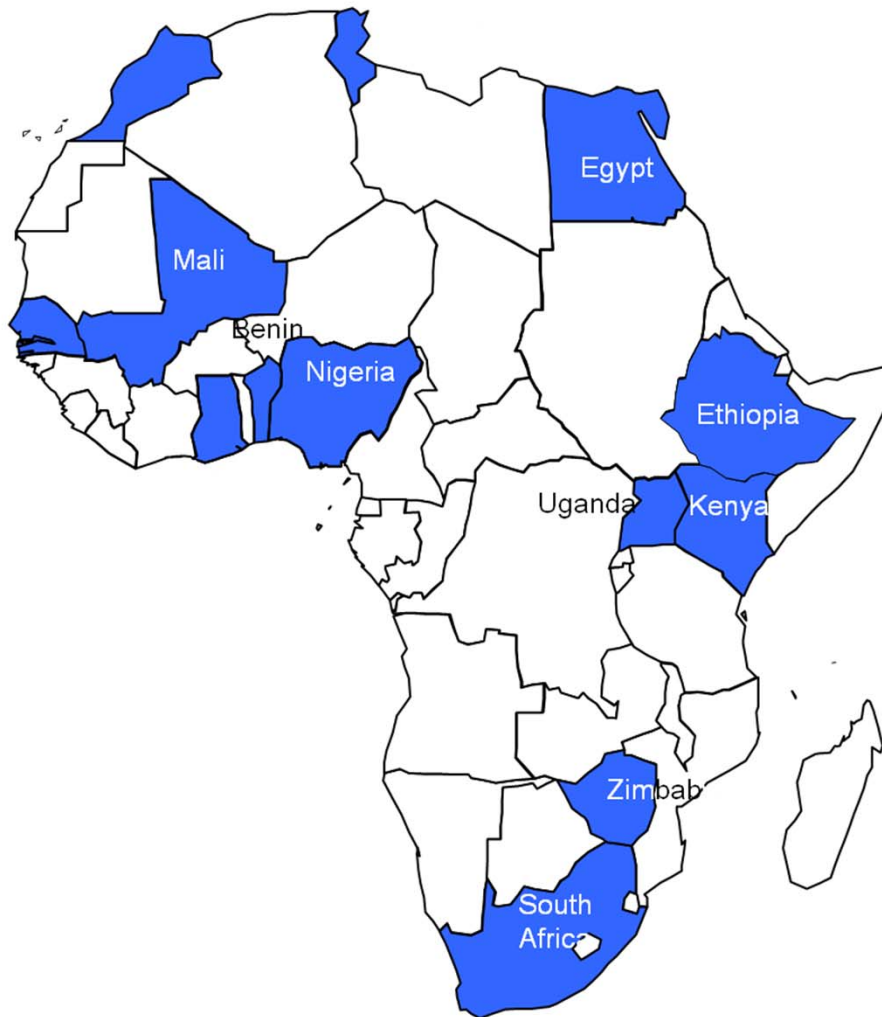 Egypt
Mali
Benin
Nigeria
Ethiopia
Uganda
Kenya
Zimbab
South
Africa